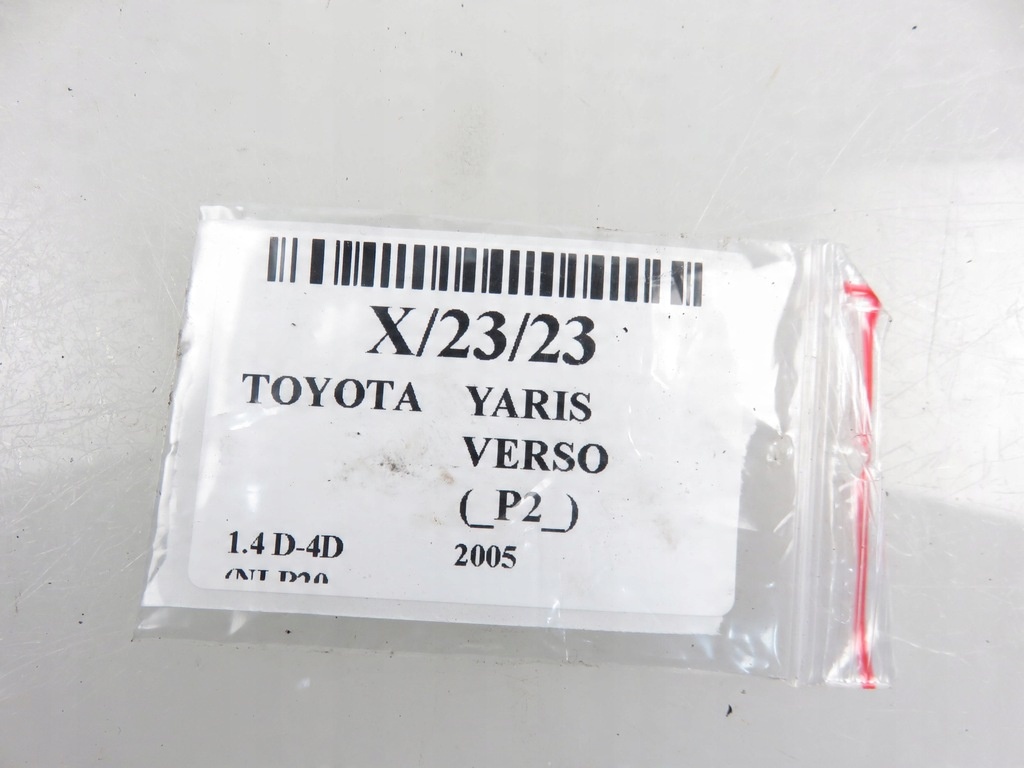 X/23/23
TOYOTA YARIS
VERSO
(_P2_)
1.4 D-4D 2005